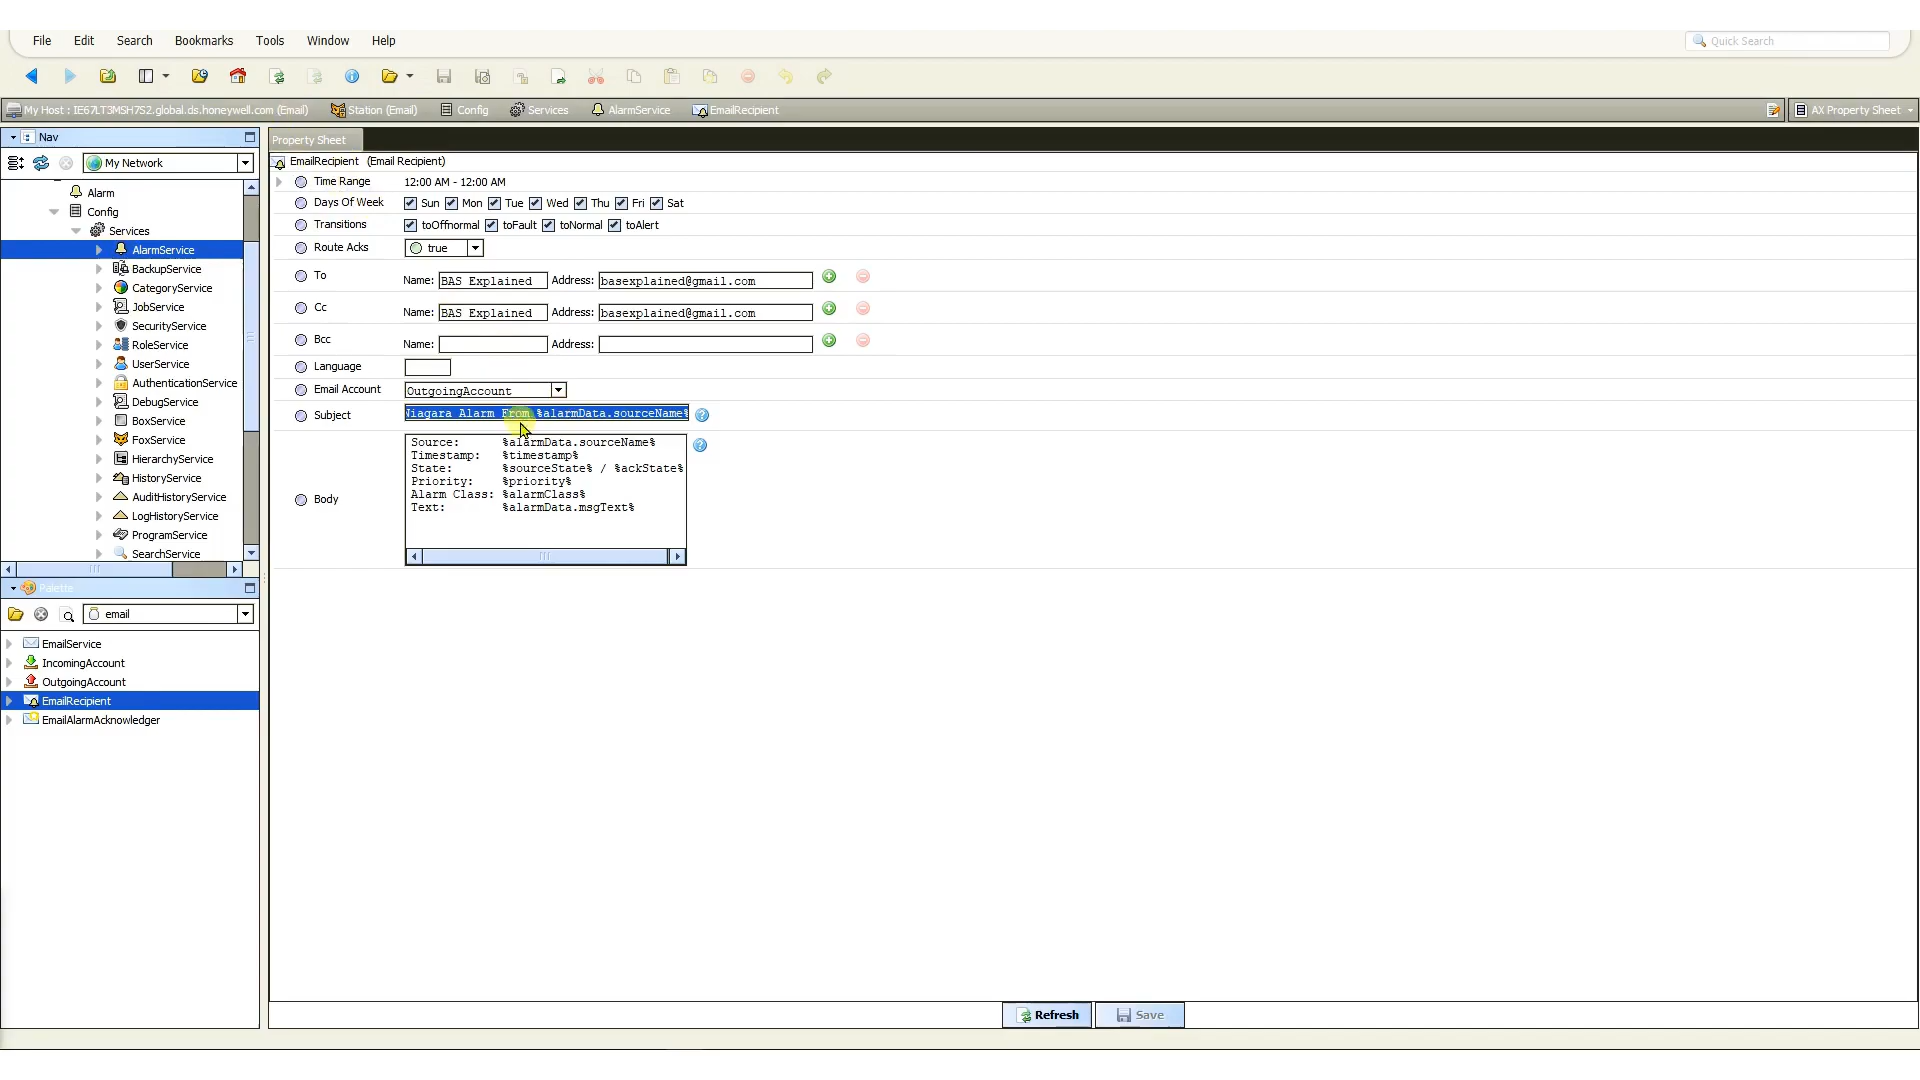 File Edit Search Bookmarks Tools Window Help
Quick Search
My Host : IE67LT3MSH7S2.global.ds.honeywell.com (Email) Station (Email) Config Services AlarmService EmailRecipient AX Property Sheet
Nav
My Network
Alarm
Config
Services
AlarmService
BackupService
CategoryService
JobService
SecurityService
RoleService
UserService
AuthenticationService
DebugService
BoxService
FoxService
HierarchyService
HistoryService
AuditHistoryService
LogHistoryService
ProgramService
SearchService
Palette
email
EmailService
IncomingAccount
OutgoingAccount
EmailRecipient
EmailAlarmAcknowledger
Property Sheet
EmailRecipient (Email Recipient)
Time Range 12:00 AM - 12:00 AM
Days Of Week Sun Mon Tue Wed Thu Fri Sat
Transitions toOffnormal toFault toNormal toAlert
Route Acks true
To Name: BAS Explained Address: basexplained@gmail.com
Cc Name: BAS Explained Address: basexplained@gmail.com
Bcc Name: Address:
Language
Email Account OutgoingAccount
Subject Niagara Alarm From %alarmData.sourceName%
Body
Source: %alarmData.sourceName%
Timestamp: %timestamp%
State: %sourceState% / %ackState%
Priority: %priority%
Alarm Class: %alarmClass%
Text: %alarmData.msgText%
Refresh Save